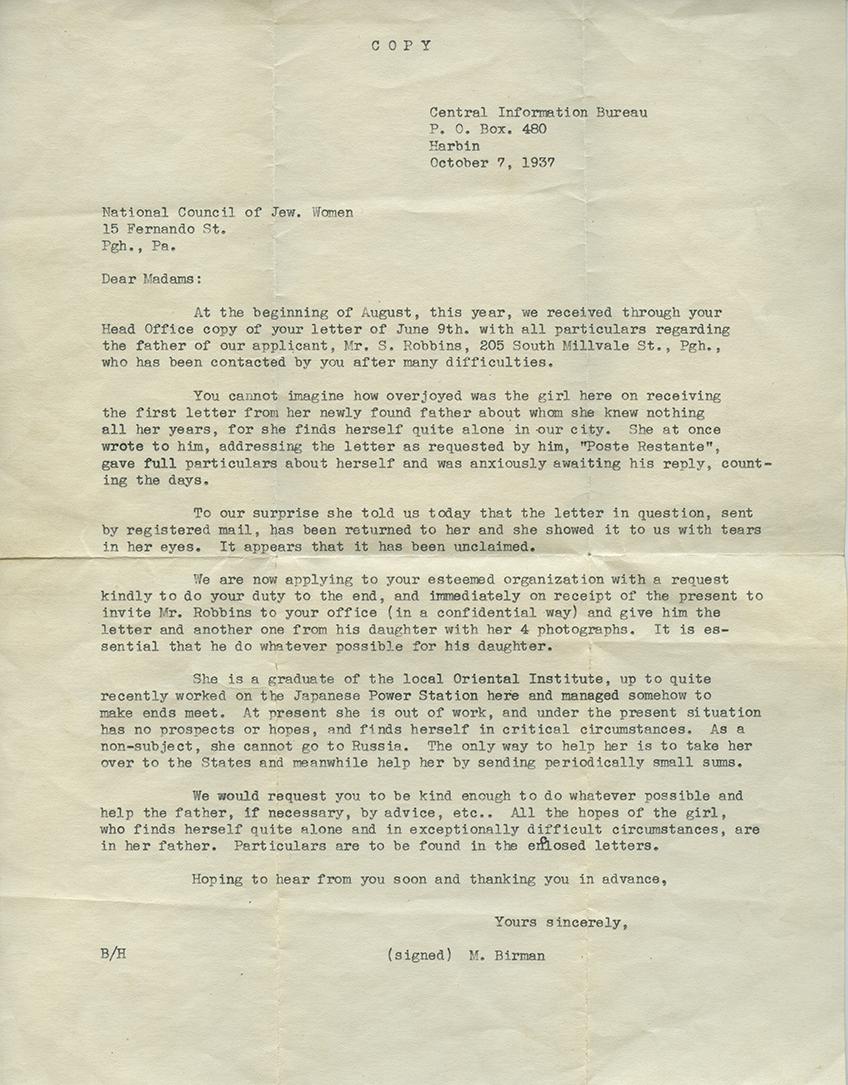 C O P Y
Central Information Bureau
P. O. Box. 480
Harbin
October 7, 1937
National Council of Jew. Women
15 Fernando St.
Pgh., Pa.
Dear Madams:
At the beginning of August, this year, we received through your
Head Office copy of your letter of June 9th. with all particulars regarding
the father of our applicant, Mr. S. Robbins, 205 South Millvale St., Pgh.,
who has been contacted by you after many difficulties.
You cannot imagine how overjoyed was the girl here on receiving
the first letter from her newly found father about whom she knew nothing
all her years, for she finds herself quite alone in our city. She at once
wrote to him, addressing the letter as requested by him, "Poste Restante",
gave full particulars about herself and was anxiously awaiting his reply, count-
ing the days.
To our surprise she told us today that the letter in question, sent
by registered mail, has been returned to her and she showed it to us with tears
in her eyes. It appears that it has been unclaimed.
We are now applying to your esteemed organization with a request
kindly to do your duty to the end, and immediately on receipt of the present to
invite Mr. Robbins to your office (in a confidential way) and give him the
letter and another one from his daughter with her 4 photographs. It is es-
sential that he do whatever possible for his daughter.
She is a graduate of the local Oriental Institute, up to quite
recently worked on the Japanese Power Station here and managed somehow to
make ends meet. At present she is out of work, and under the present situation
has no prospects or hopes, and finds herself in critical circumstances. As a
non-subject, she cannot go to Russia. The only way to help her is to take her
over to the States and meanwhile help her by sending periodically small sums.
We would request you to be kind enough to do whatever possible and
help the father, if necessary, by advice, etc.. All the hopes of the girl,
who finds herself quite alone and in exceptionally difficult circumstances, are
in her father. Particulars are to be found in the enclosed letters.
Hoping to hear from you soon and thanking you in advance,
Yours sincerely,
B/H (signed) M. Birman